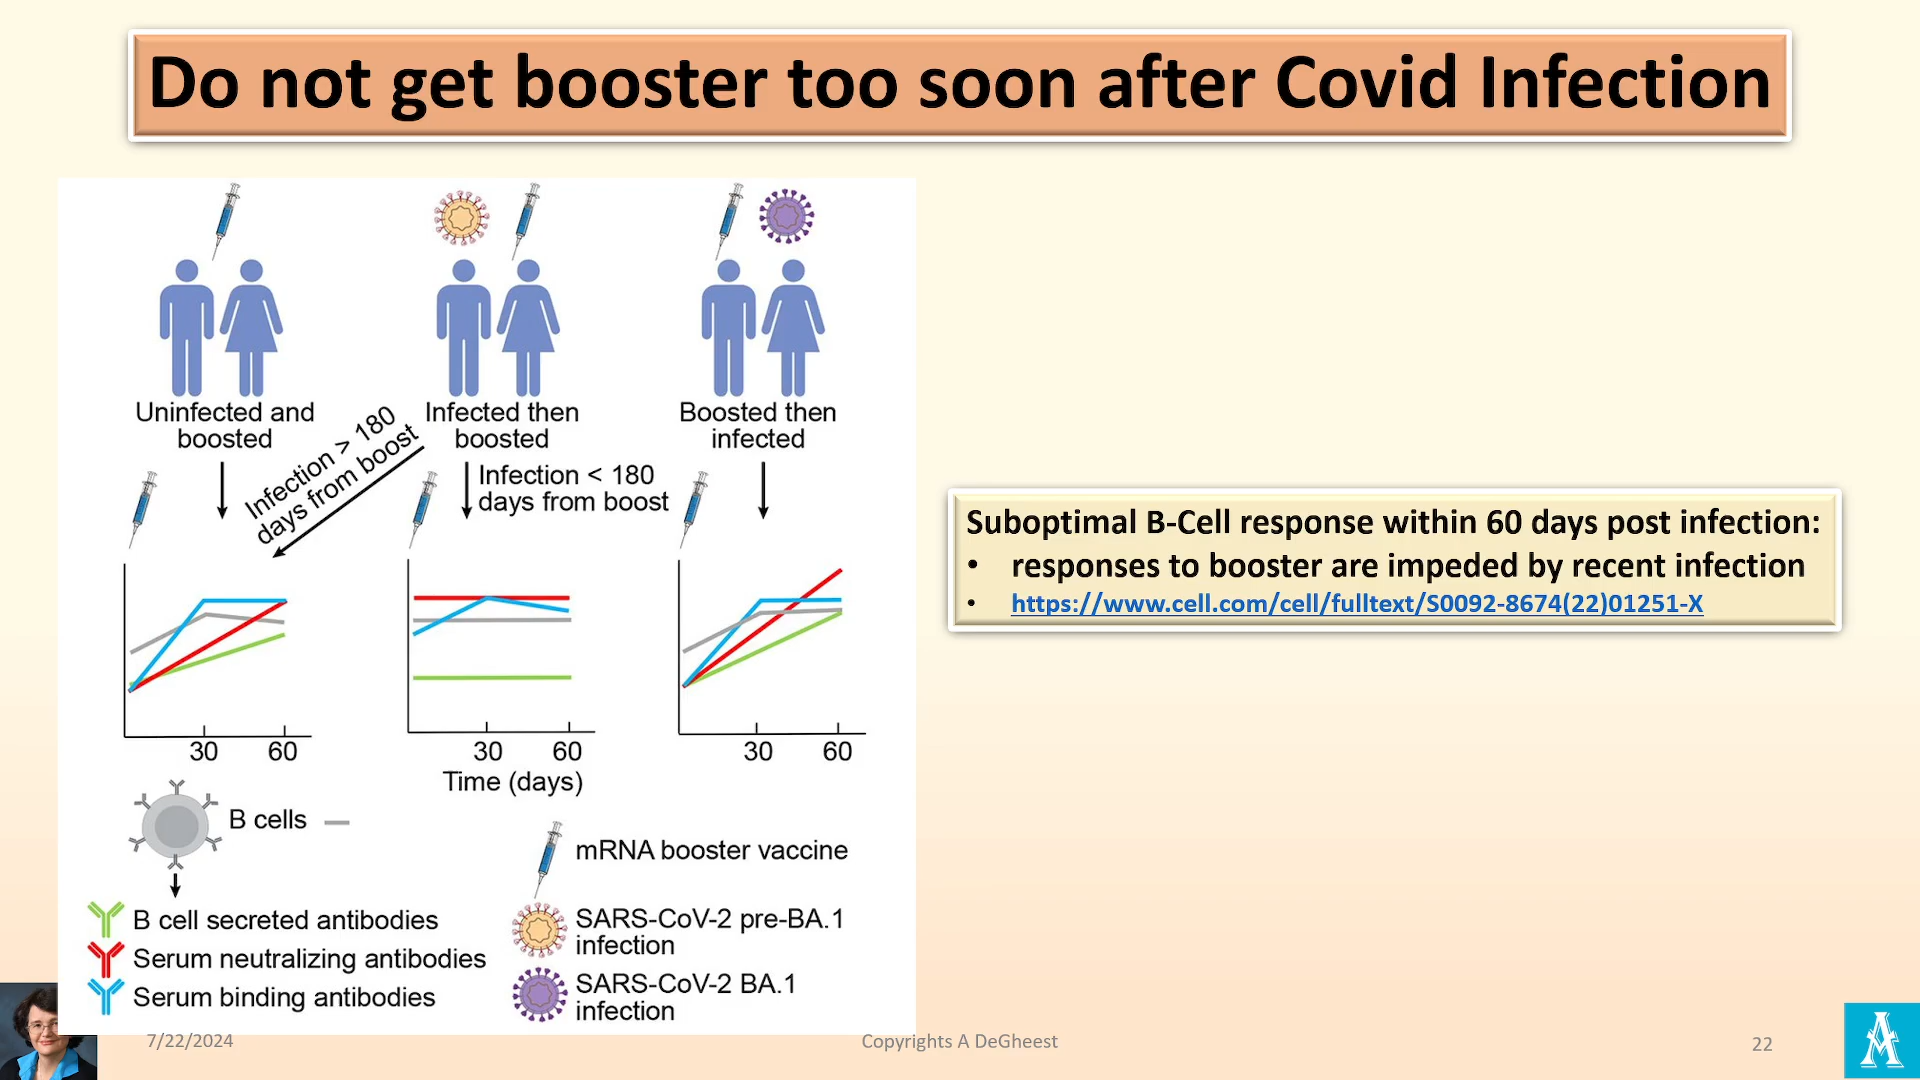 Do not get booster too soon after Covid Infection
Uninfected and
boosted
Infected then
boosted
Boosted then
infected
Infection > 180
days from boost
Infection < 180
days from boost
30
60
30
60
Time (days)
30
60
B cells
B cell secreted antibodies
Serum neutralizing antibodies
Serum binding antibodies
mRNA booster vaccine
SARS-CoV-2 pre-BA.1
infection
SARS-CoV-2 BA.1
infection
Suboptimal B-Cell response within 60 days post infection:
• responses to booster are impeded by recent infection
• https://www.cell.com/cell/fulltext/S0092-8674(22)01251-X
7/22/2024
Copyrights A DeGheest
22
A